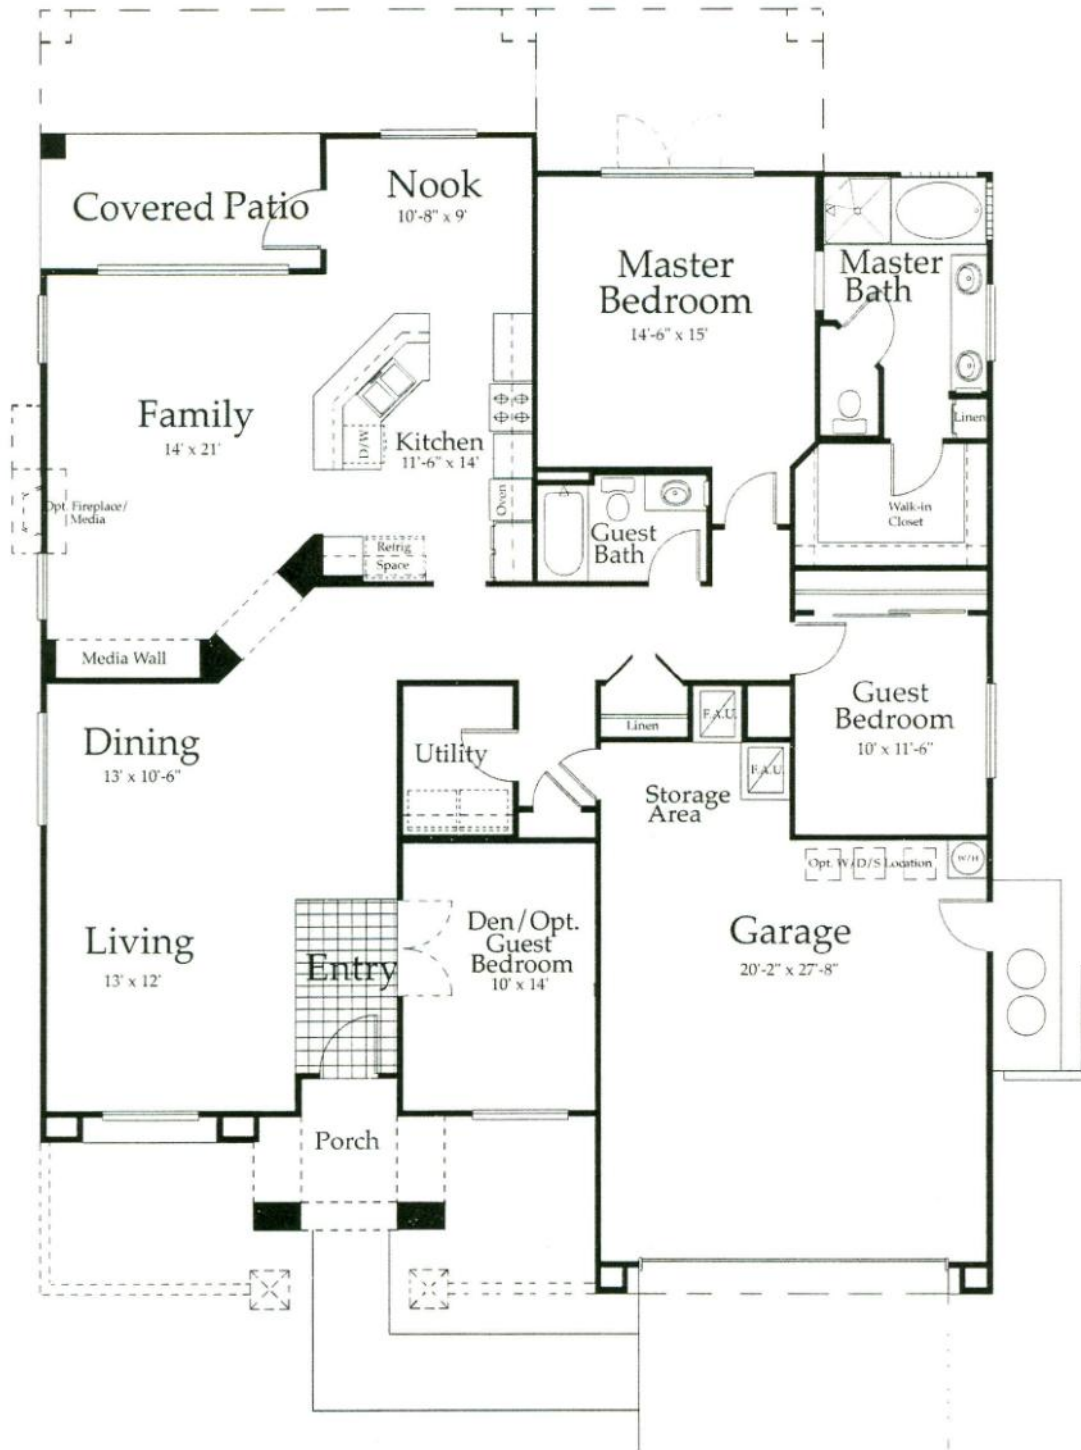 Nook
10'-8" x 9'
Covered Patio
Master
Bedroom
14'-6" x 15'
Master
Bath
Family
14' x 21'
D/W
Kitchen
11'-6" x 14'
Linen
Oven
Opt. Fireplace/
Media
Walk-in
Closet
Guest
Bath
Refrig
Space
Media Wall
Guest
Bedroom
10' x 11'-6"
Linen
F.A.U.
Dining
13' x 10'-6"
Utility
F.A.U.
Storage
Area
Opt. W/D/S Location
W/H
Living
13' x 12'
Entry
Den/Opt.
Guest
Bedroom
10' x 14'
Garage
20'-2" x 27'-8"
Porch